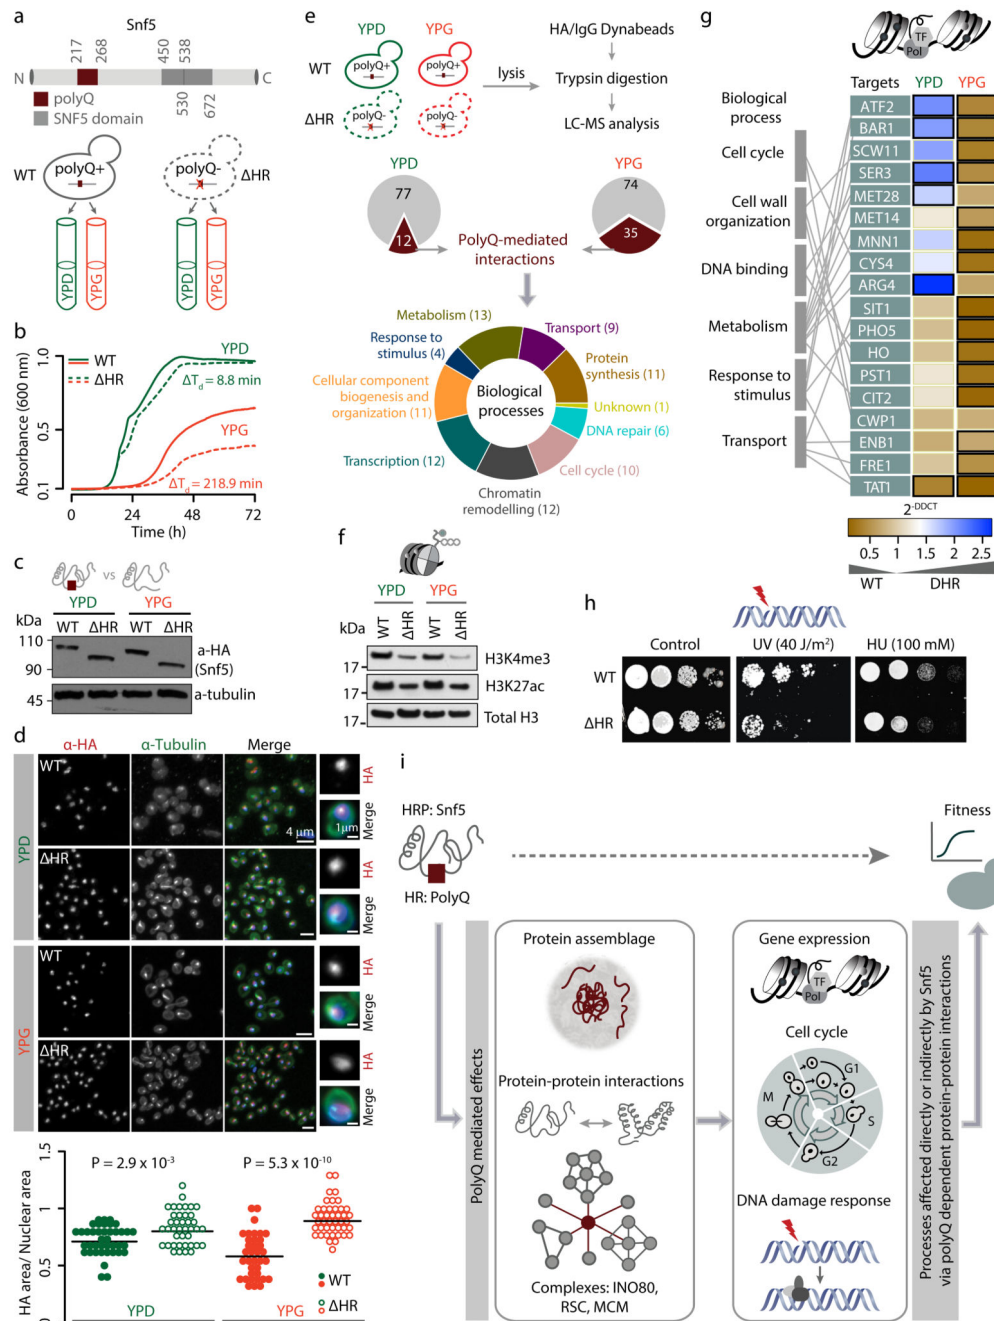 a
Snf5
217
268
450
538
N
C
530
672
polyQ
SNF5 domain
WT
polyQ+
polyQ-
ΔHR
YPD
YPG
YPD
YPG
b
Absorbance (600 nm)
1.0
0.5
0.1
WT
ΔHR
YPD
ΔTd = 8.8 min
YPG
ΔTd = 218.9 min
0
24
48
72
Time (h)
c
vs
YPD
YPG
kDa
WT
ΔHR
WT
ΔHR
110
90
45
a-HA
(Snf5)
a-tubulin
d
α-HA
α-Tubulin
Merge
YPD
WT
4 μm
1μm
HA
Merge
ΔHR
HA
Merge
YPG
WT
HA
Merge
ΔHR
HA
Merge
HA area/ Nuclear area
P = 2.9 x 10-3
P = 5.3 x 10-10
1
0.5
0
WT
ΔHR
YPD
YPG
e
YPD
YPG
WT
polyQ+
polyQ+
ΔHR
polyQ-
polyQ-
lysis
HA/IgG Dynabeads
Trypsin digestion
LC-MS analysis
YPD
77
12
YPG
74
35
PolyQ-mediated
interactions
Metabolism (13)
Transport (9)
Response to
stimulus (4)
Protein
synthesis (11)
Cellular component
biogenesis and
organization (11)
Biological
processes
Unknown (1)
DNA repair (6)
Transcription (12)
Cell cycle (10)
Chromatin
remodelling (12)
f
YPD
YPG
kDa
WT
ΔHR
WT
ΔHR
17
H3K4me3
17
H3K27ac
17
Total H3
g
TF
Pol
Targets
YPD
YPG
Biological
process
Cell cycle
Cell wall
organization
DNA binding
Metabolism
Response to
stimulus
Transport
ATF2
BAR1
SCW11
SER3
MET28
MET14
MNN1
CYS4
ARG4
SIT1
PHO5
HO
PST1
CIT2
CWP1
ENB1
FRE1
TAT1
2-DDCT
0.5
1
1.5
2
2.5
WT
DHR
h
Control
UV (40 J/m2)
HU (100 mM)
WT
ΔHR
i
HRP: Snf5
HR: PolyQ
Fitness
PolyQ mediated effects
Protein assemblage
Protein-protein interactions
Complexes: INO80,
RSC, MCM
Gene expression
TF
Pol
Cell cycle
G1
M
S
G2
DNA damage response
Processes affected directly or indirectly by Snf5
via polyQ dependent protein-protein interactions